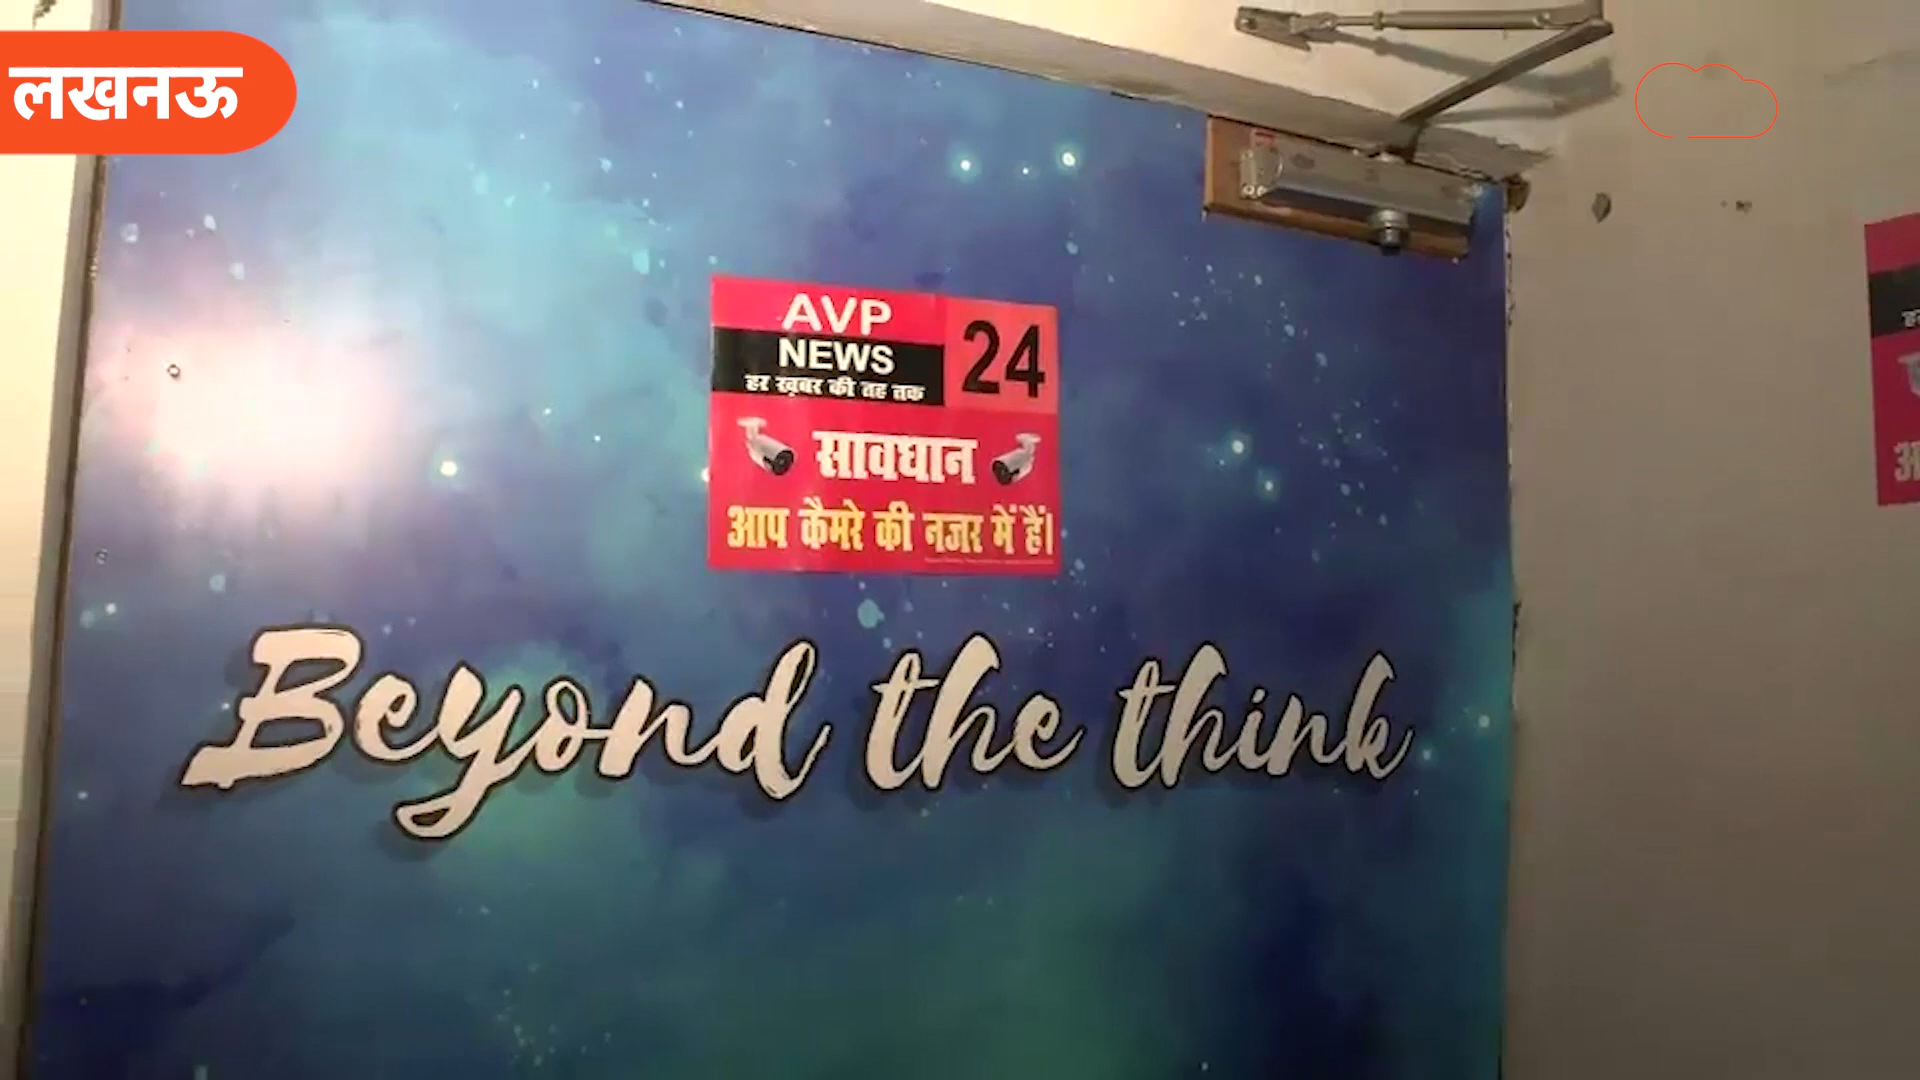 लखनऊ
AVP
NEWS
24
हर ख़बर की तह तक
सावधान
आप कैमरे की नजर में हैं।
Beyond the think